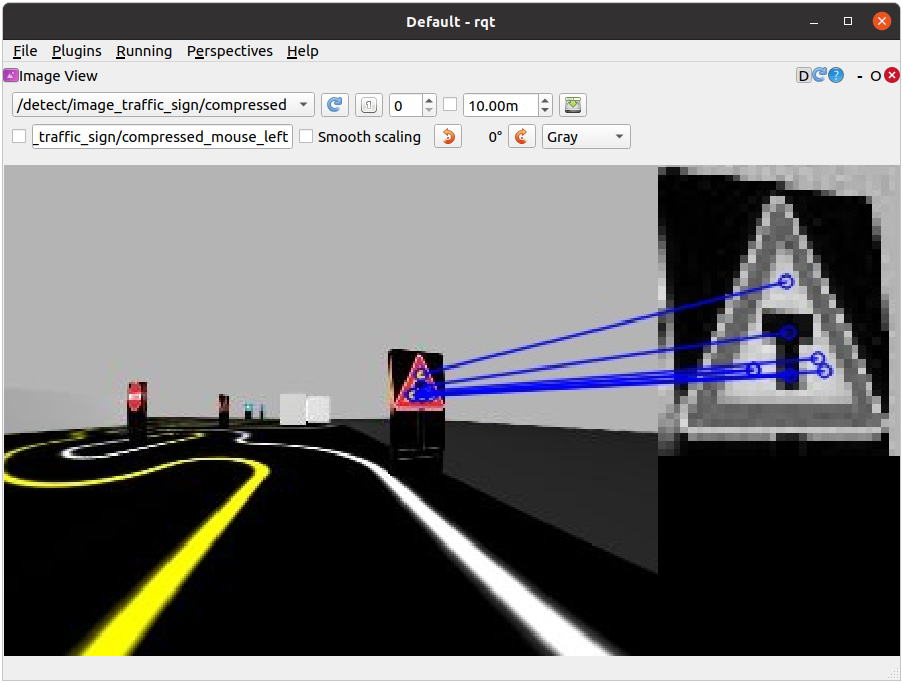 Default - rqt
File Plugins Running Perspectives Help
Image View D - O
/detect/image_traffic_sign/compressed 0 10.00m
_traffic_sign/compressed_mouse_left Smooth scaling 0° Gray